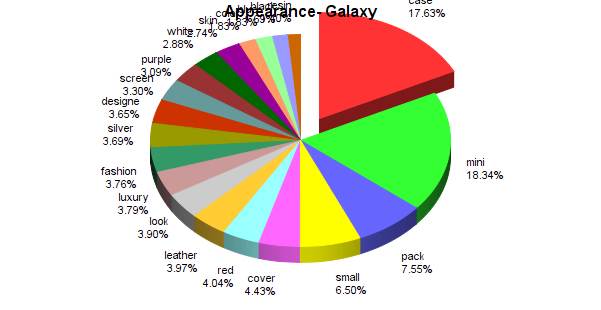 Appearance- Galaxy
case
17.63%
mini
18.34%
pack
7.55%
small
6.50%
cover
4.43%
red
4.04%
leather
3.97%
look
3.90%
luxury
3.79%
fashion
3.76%
silver
3.69%
designe
3.65%
screen
3.30%
purple
3.09%
white
2.88%
skin
2.74%
1.83%